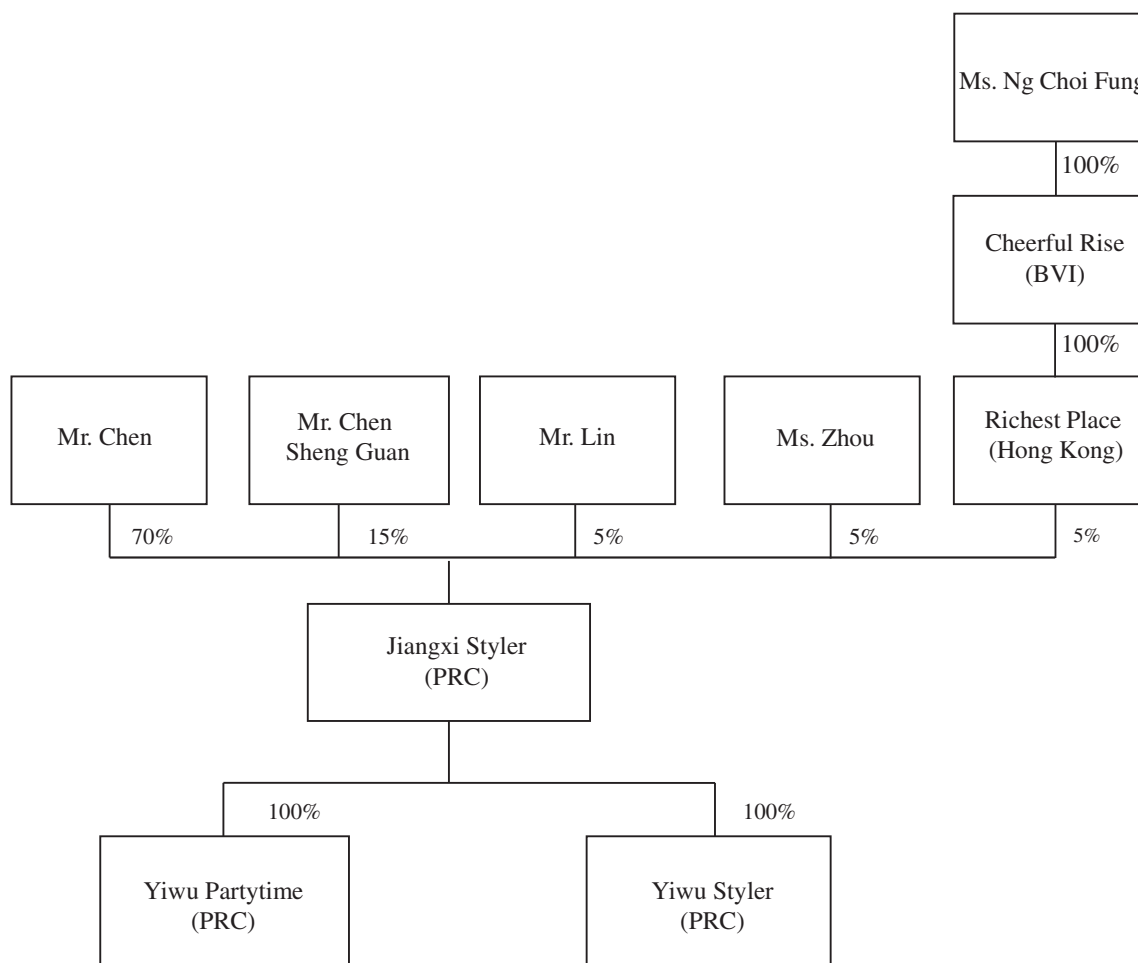 Ms. Ng Choi Fung
100%
Cheerful Rise
(BVI)
100%
Mr. Chen
Mr. Chen
Sheng Guan
Mr. Lin
Ms. Zhou
Richest Place
(Hong Kong)
70%
15%
5%
5%
5%
Jiangxi Styler
(PRC)
100%
100%
Yiwu Partytime
(PRC)
Yiwu Styler
(PRC)